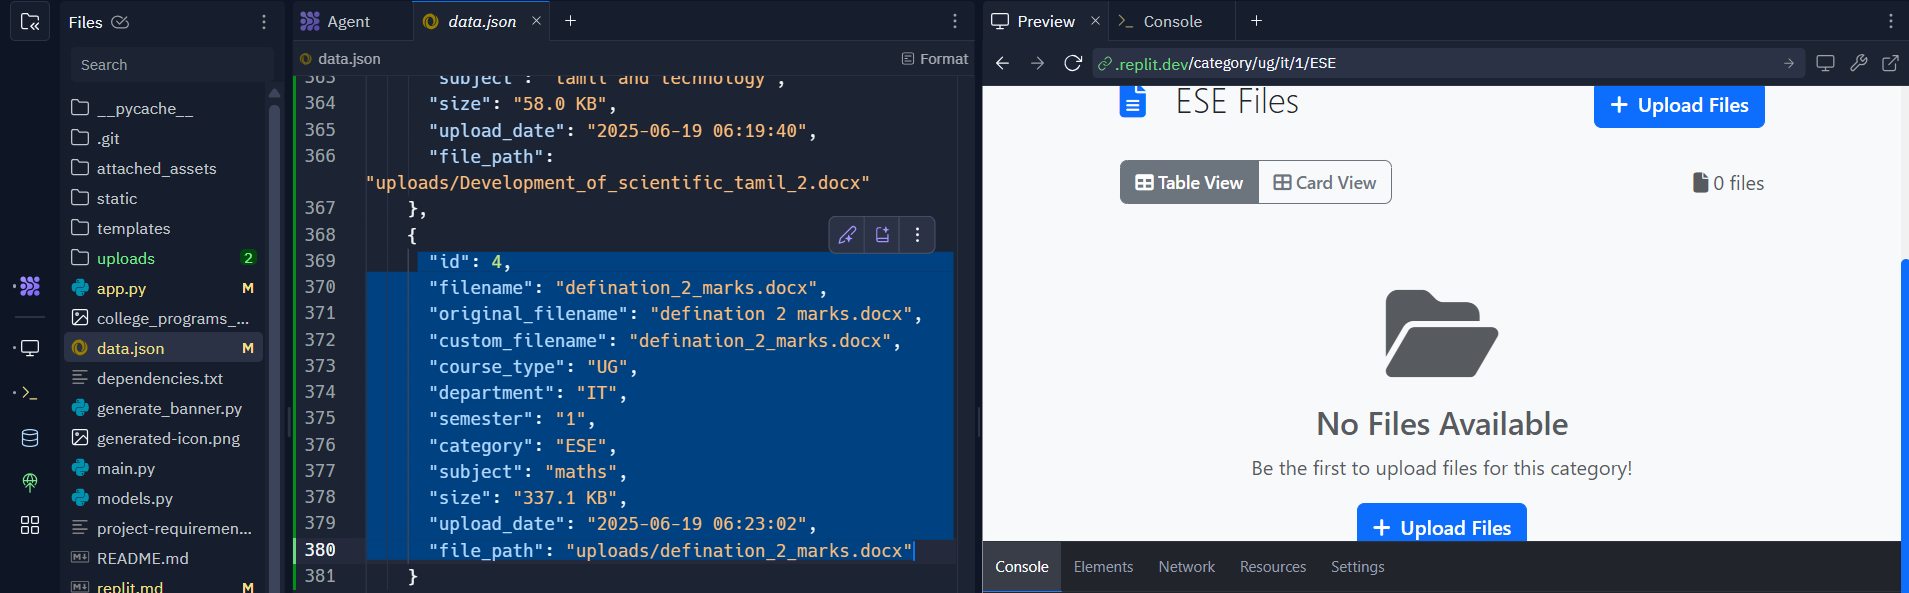 Files
Search
__pycache__
.git
attached_assets
static
templates
uploads 2
app.py M
college_programs_...
data.json M
dependencies.txt
generate_banner.py
generated-icon.png
main.py
models.py
project-requiremen...
README.md
replit.md M
Agent
data.json
data.json
Format
363 "subject": "tamil and technology",
364 "size": "58.0 KB",
365 "upload_date": "2025-06-19 06:19:40",
366 "file_path":
"uploads/Development_of_scientific_tamil_2.docx"
367 },
368 {
369 "id": 4,
370 "filename": "defination_2_marks.docx",
371 "original_filename": "defination 2 marks.docx",
372 "custom_filename": "defination_2_marks.docx",
373 "course_type": "UG",
374 "department": "IT",
375 "semester": "1",
376 "category": "ESE",
377 "subject": "maths",
378 "size": "337.1 KB",
379 "upload_date": "2025-06-19 06:23:02",
380 "file_path": "uploads/defination_2_marks.docx"
381 }
Preview
Console
.replit.dev/category/ug/it/1/ESE
ESE Files
+ Upload Files
Table View
Card View
0 files
No Files Available
Be the first to upload files for this category!
+ Upload Files
Console Elements Network Resources Settings